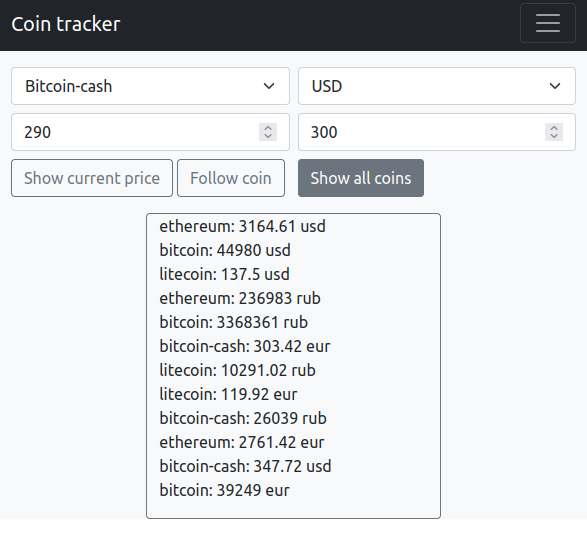 Coin tracker
Bitcoin-cash
USD
290
300
Show current price
Follow coin
Show all coins
ethereum: 3164.61 usd
bitcoin: 44980 usd
litecoin: 137.5 usd
ethereum: 236983 rub
bitcoin: 3368361 rub
bitcoin-cash: 303.42 eur
litecoin: 10291.02 rub
litecoin: 119.92 eur
bitcoin-cash: 26039 rub
ethereum: 2761.42 eur
bitcoin-cash: 347.72 usd
bitcoin: 39249 eur